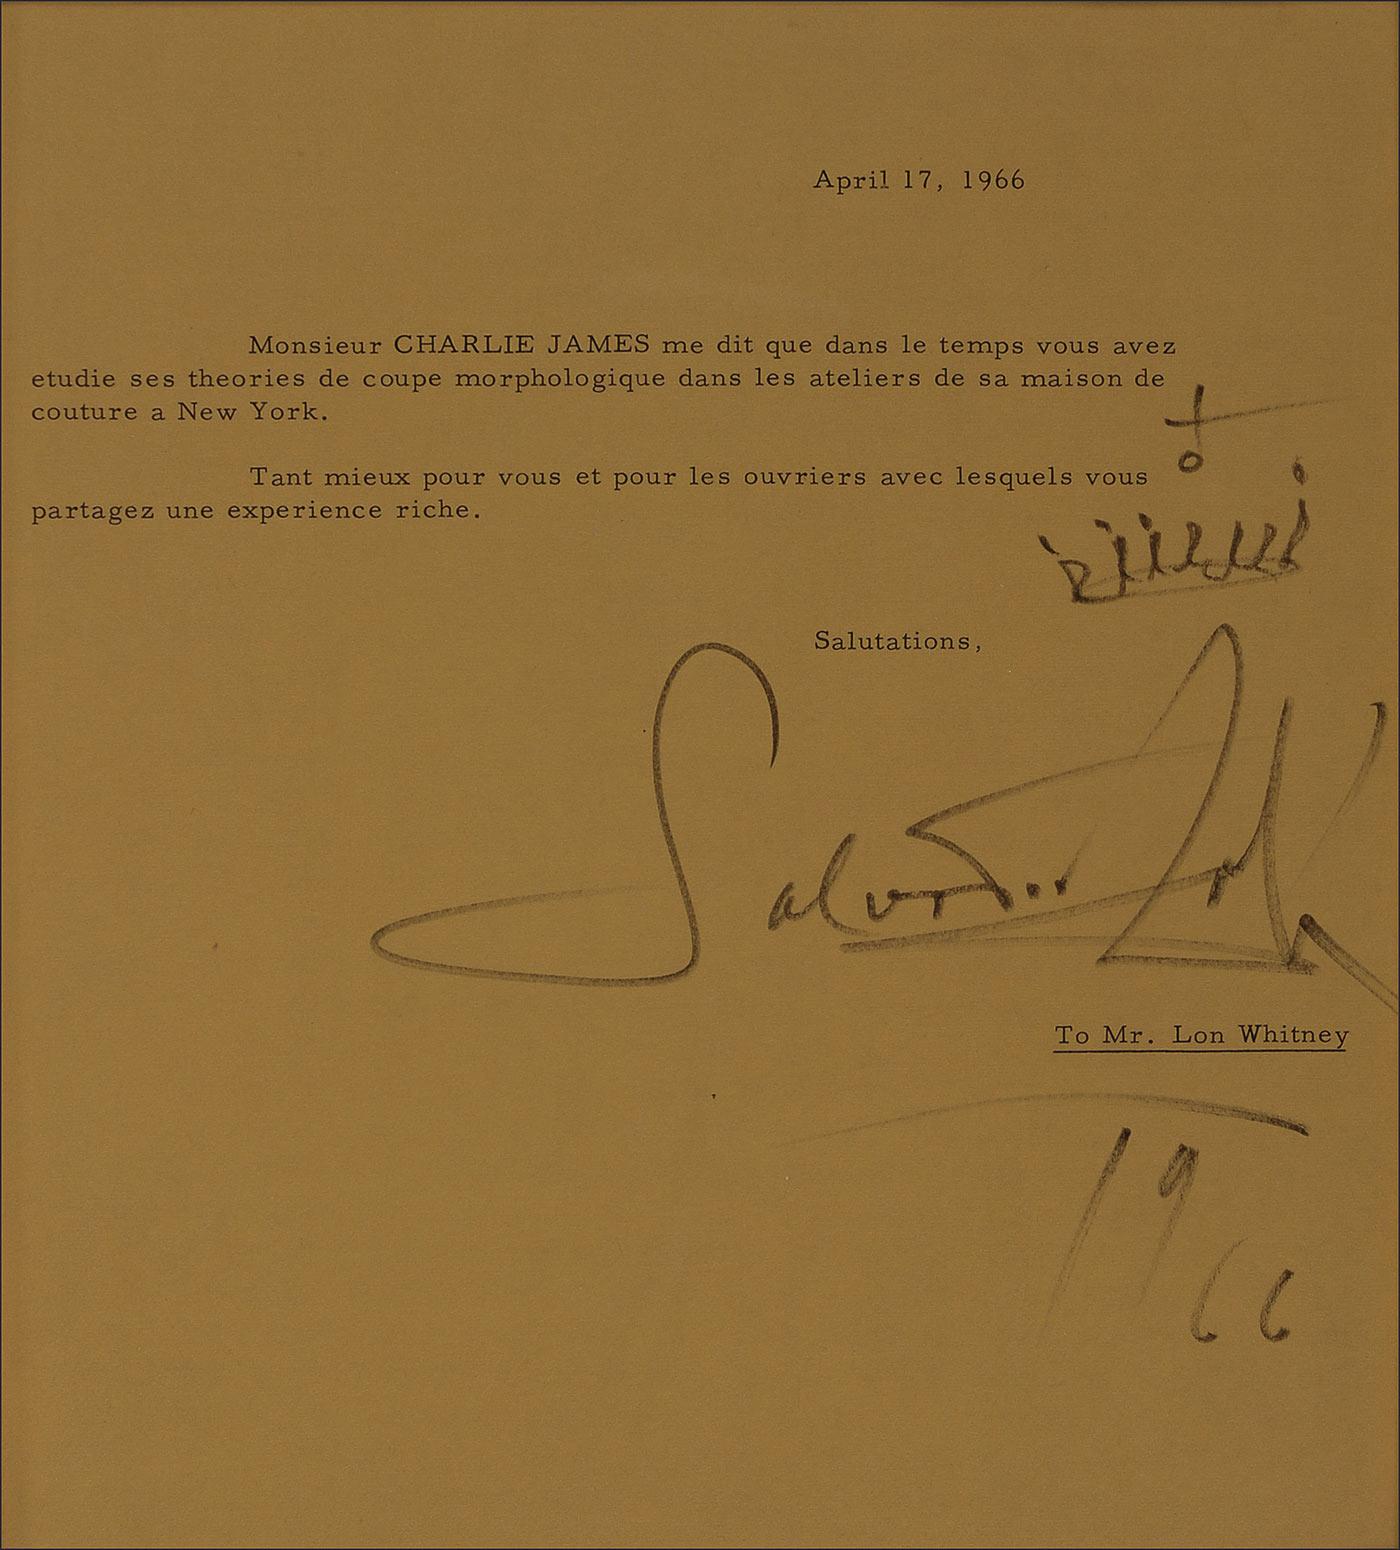 April 17, 1966
Monsieur CHARLIE JAMES me dit que dans le temps vous avez
etudie ses theories de coupe morphologique dans les ateliers de sa maison de
couture a New York.
Tant mieux pour vous et pour les ouvriers avec lesquels vous
partagez une experience riche.
Salutations,
Salvador Dalí
To Mr. Lon Whitney
1966